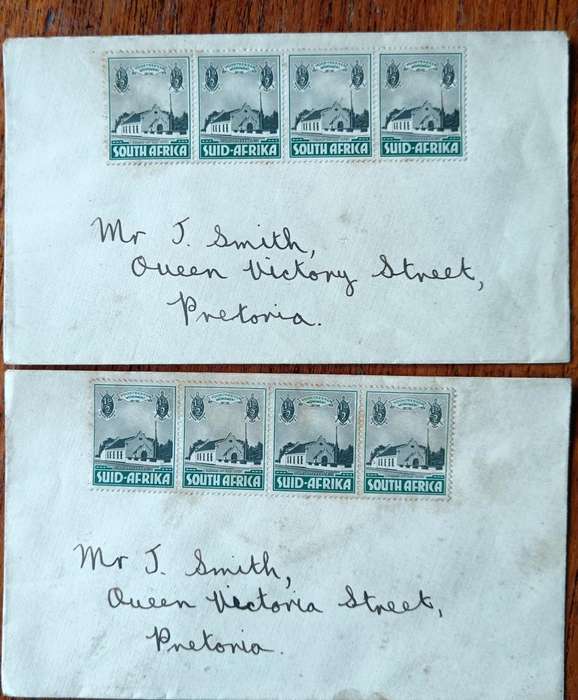 SOUTH AFRICA SUID-AFRIKA SOUTH AFRICA SUID-AFRIKA
Mr J. Smith,
Queen Victory Street,
Pretoria.
SUID-AFRIKA SOUTH AFRICA SUID-AFRIKA SOUTH AFRICA
Mr J. Smith,
Queen Victoria Street,
Pretoria.